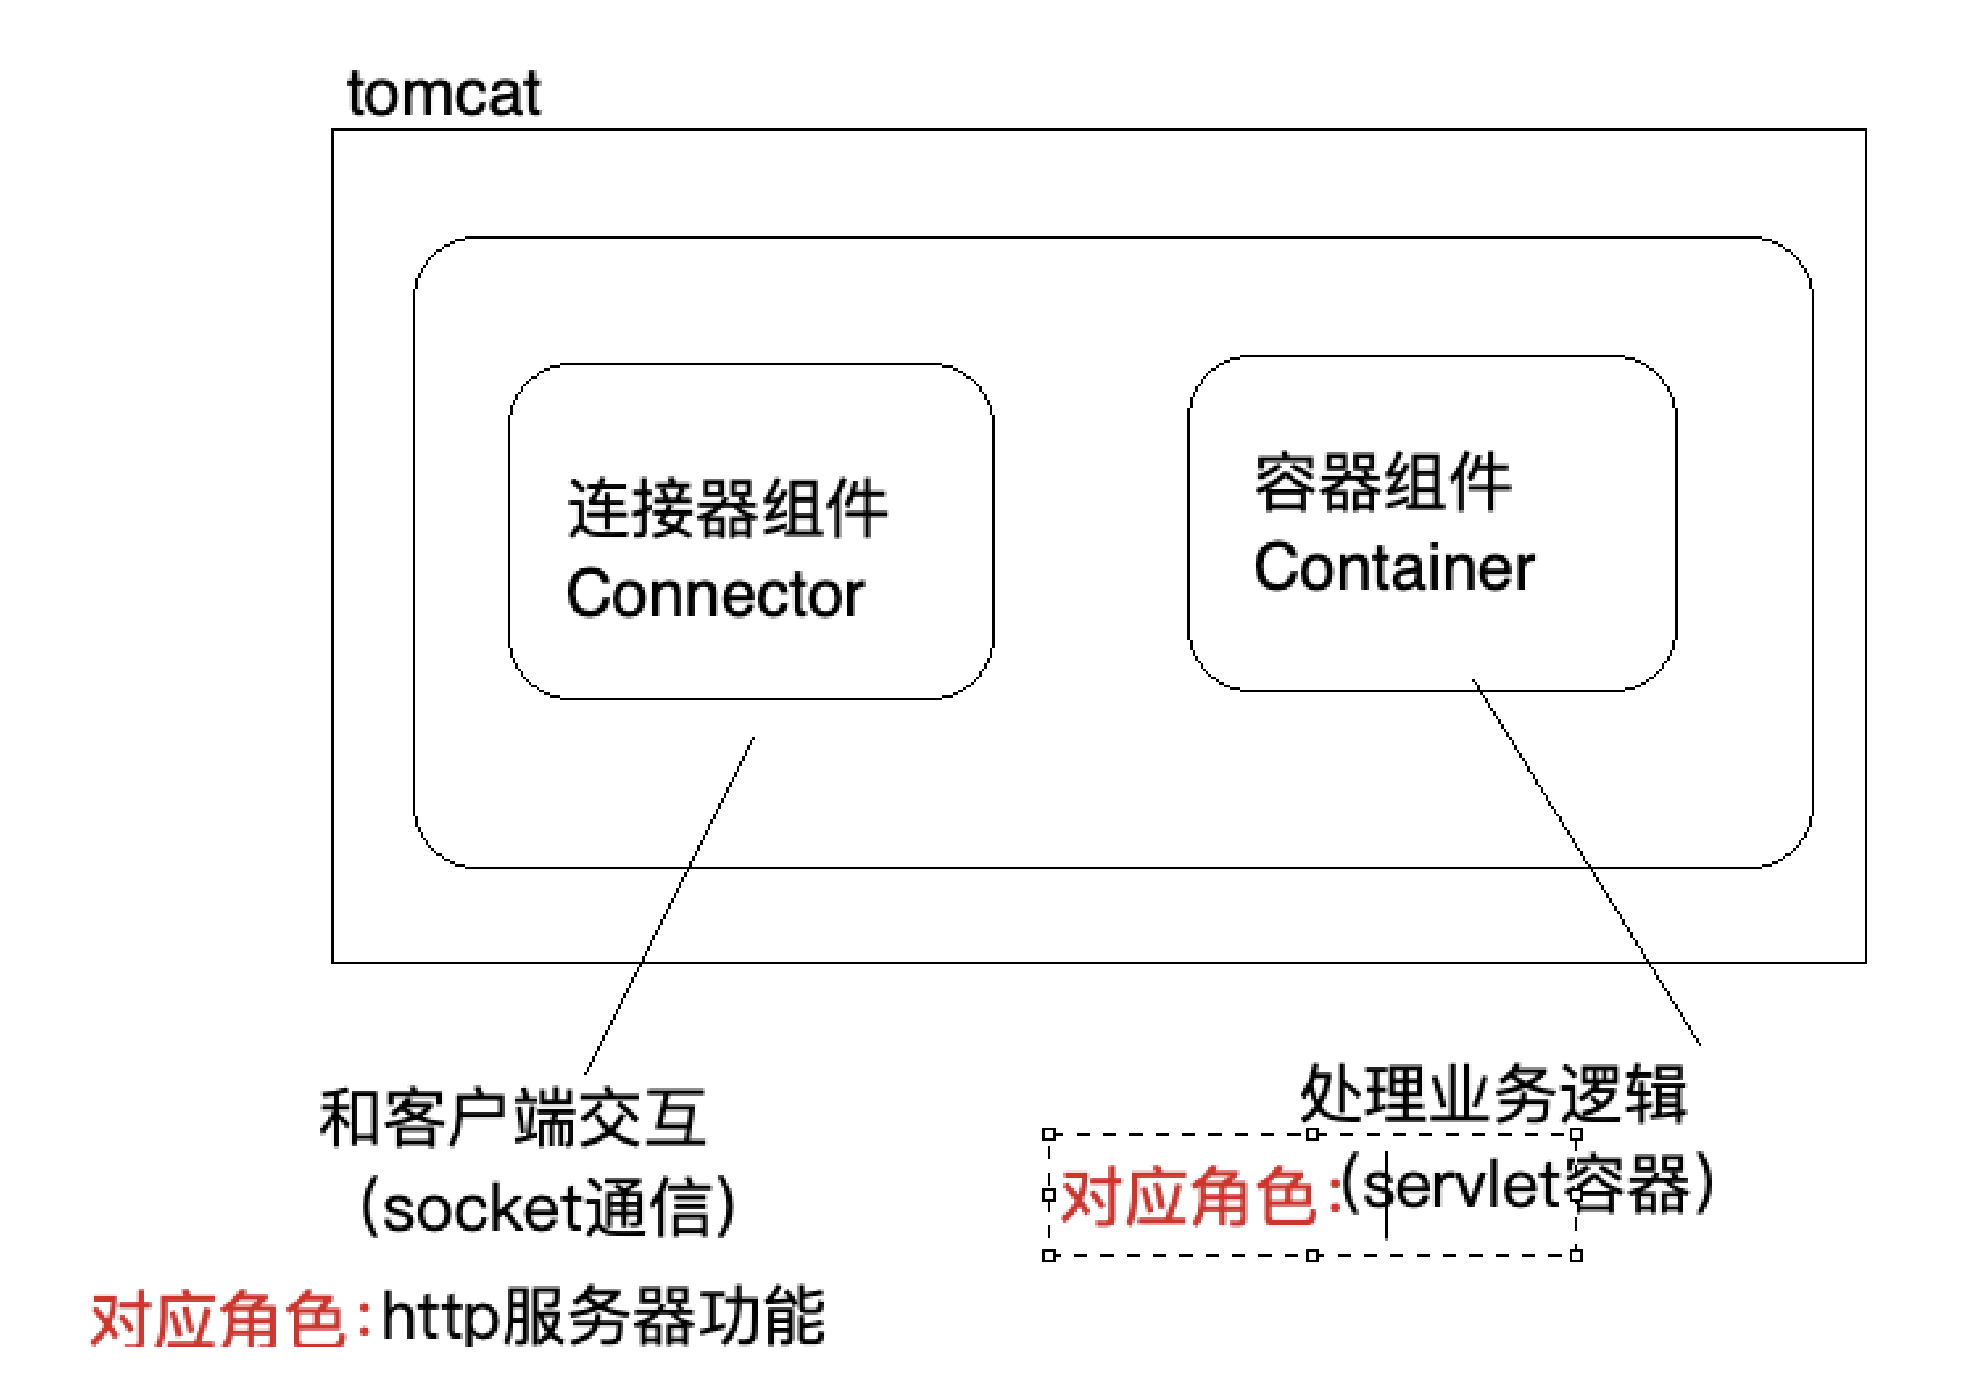 tomcat
连接器组件
Connector
容器组件
Container
和客户端交互
(socket通信)
对应角色:http服务器功能
处理业务逻辑
对应角色:(servlet容器)